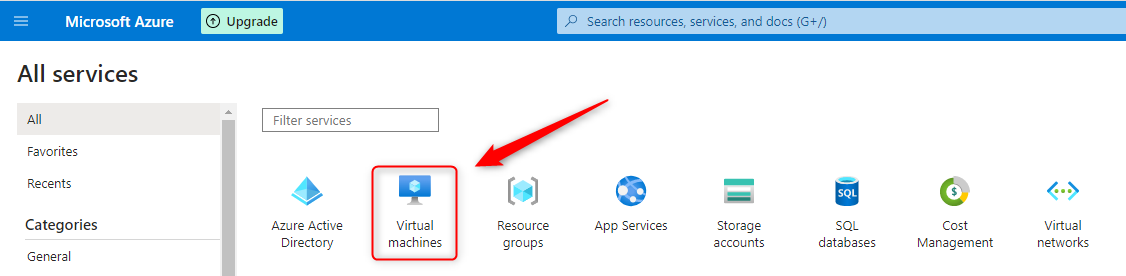 Microsoft Azure
Upgrade
Search resources, services, and docs (G+/)
All services
All
Favorites
Recents
Categories
General
Filter services
Azure Active
Directory
Virtual
machines
Resource
groups
App Services
Storage
accounts
SQL
SQL
databases
$
Cost
Management
Virtual
networks